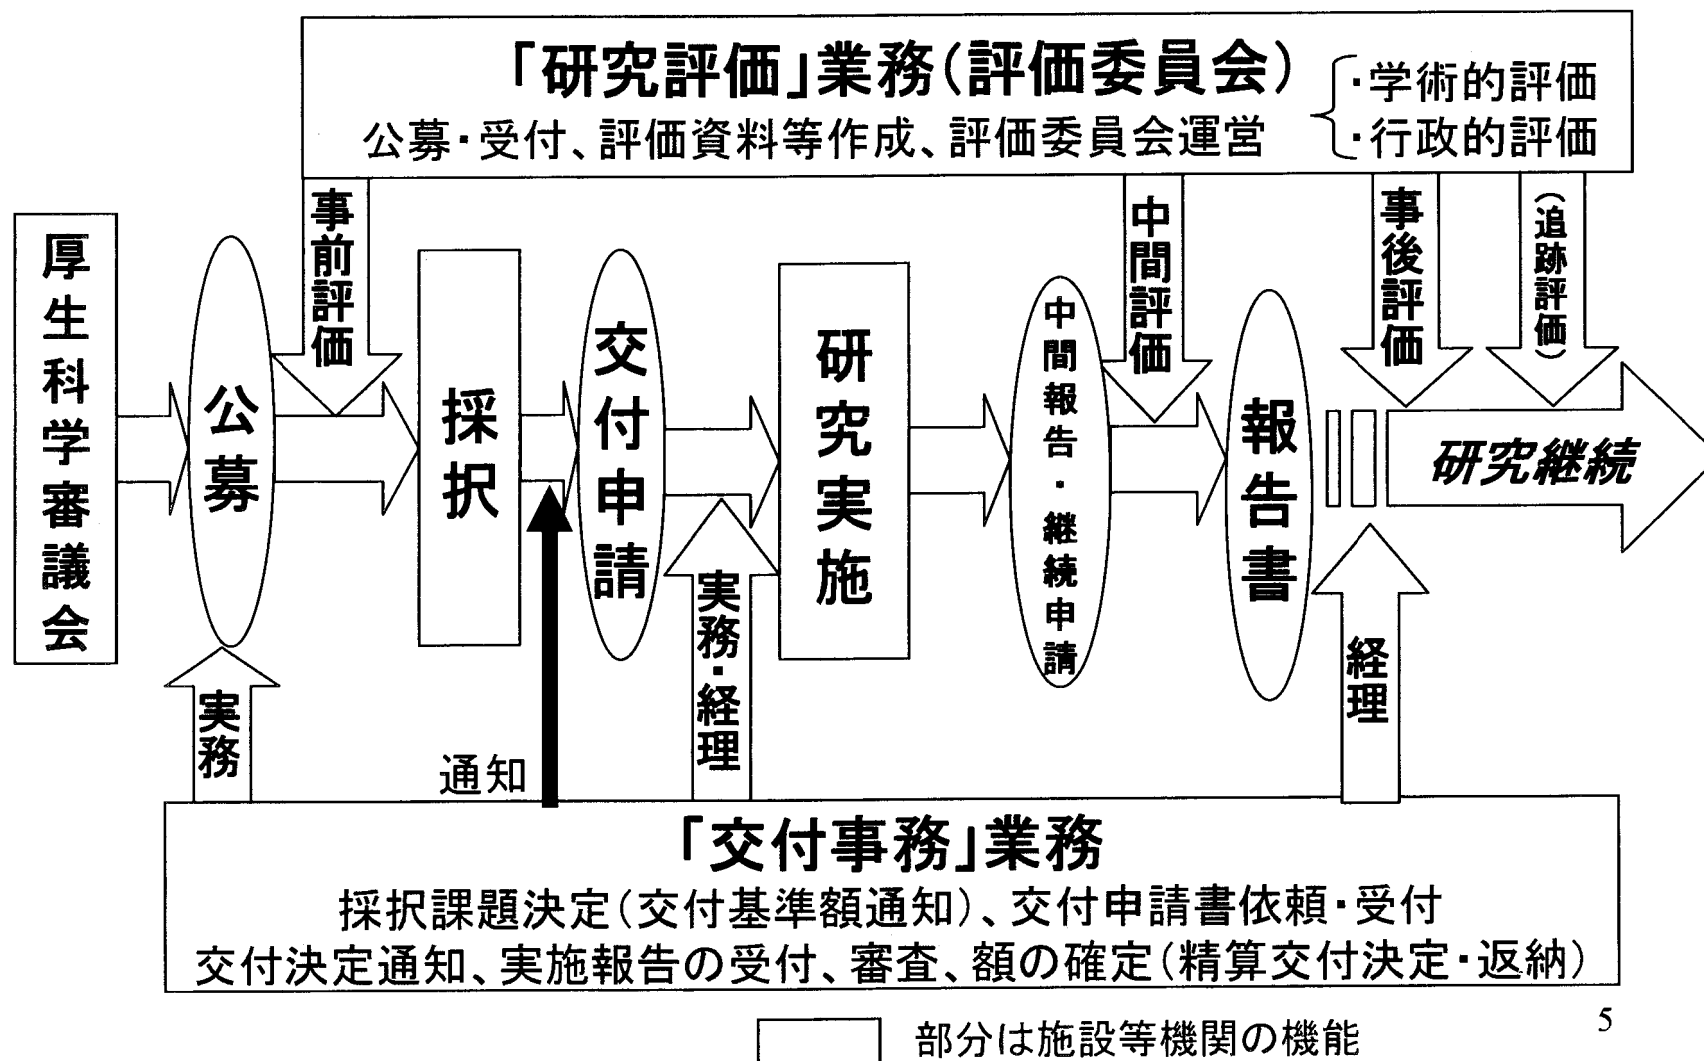 「研究評価」業務(評価委員会)
・学術的評価
・行政的評価
公募・受付、評価資料等作成、評価委員会運営
事前評価
中間評価
事後評価
(追跡評価)
厚生科学審議会
公募
採択
交付申請
研究実施
中間報告・継続申請
報告書
研究継続
実務
通知
実務・経理
経理
「交付事務」業務
採択課題決定(交付基準額通知)、交付申請書依頼・受付
交付決定通知、実施報告の受付、審査、額の確定(精算交付決定・返納)
部分は施設等機関の機能
5